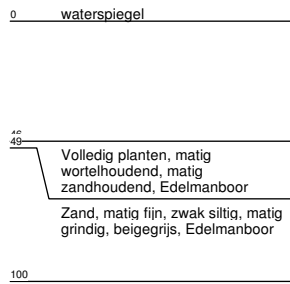 0 waterspiegel
46
49
Volledig planten, matig
wortelhoudend, matig
zandhoudend, Edelmanboor
Zand, matig fijn, zwak siltig, matig
grindig, beigegrijs, Edelmanboor
100